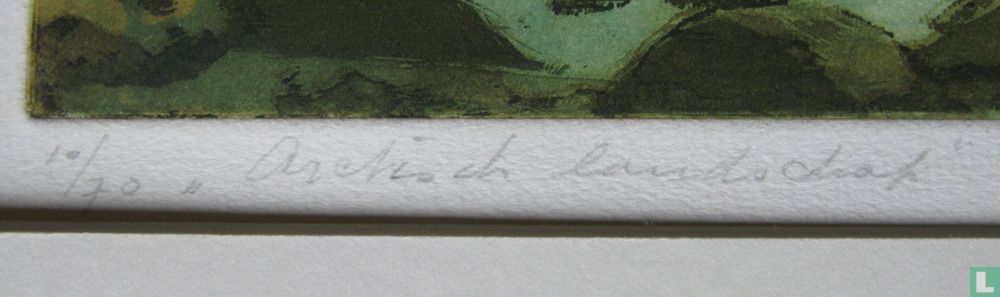 10/70 „ Arctisch landschap "
L